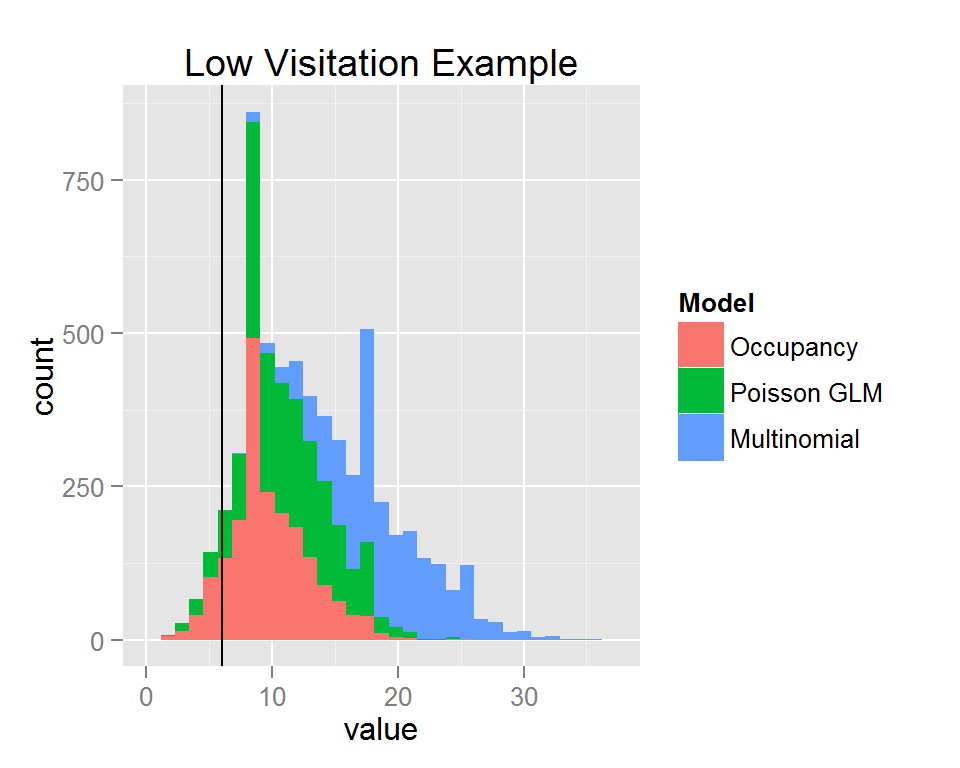 Low Visitation Example
count
750
500
250
0
0 10 20 30
value
Model
Occupancy
Poisson GLM
Multinomial